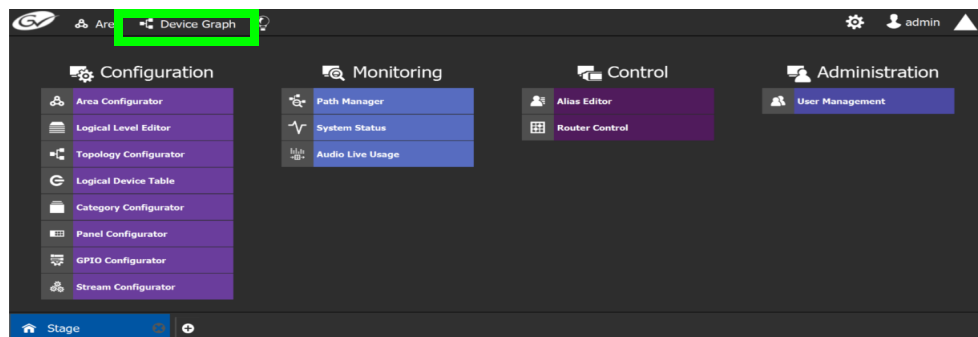 GV Are Device Graph admin
Configuration
Area Configurator
Logical Level Editor
Topology Configurator
Logical Device Table
Category Configurator
Panel Configurator
GPIO Configurator
Stream Configurator
Monitoring
Path Manager
System Status
Audio Live Usage
Control
Alias Editor
Router Control
Administration
User Management
Stage